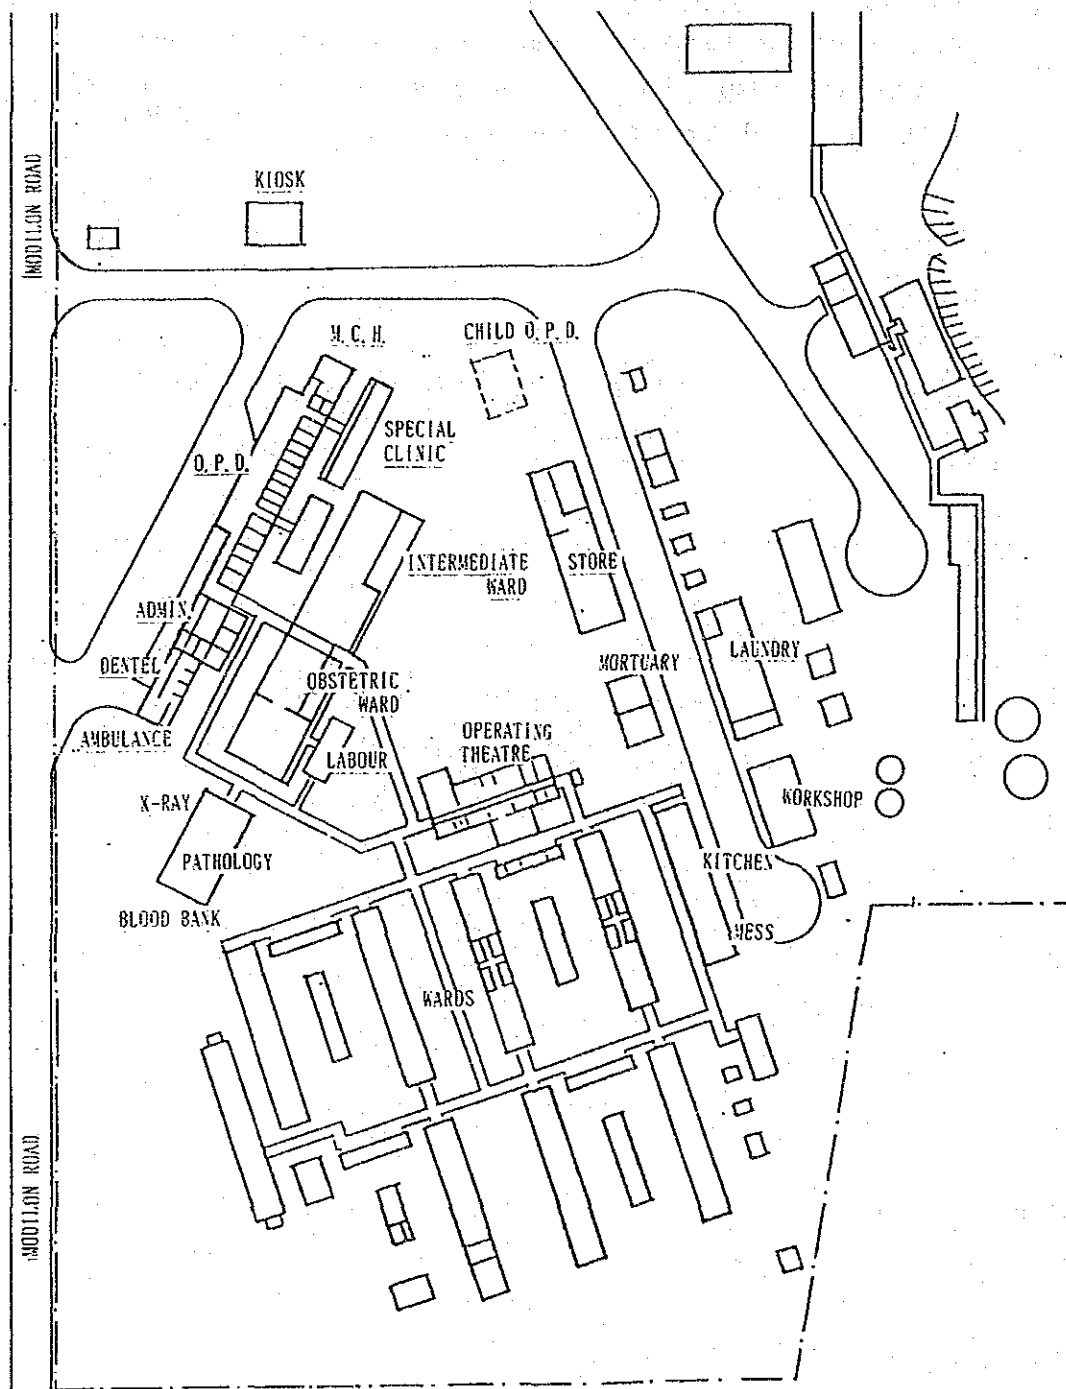 MODILON ROAD
KIOSK
M. C. H.
CHILD O. P. D.
SPECIAL
CLINIC
O. P. D.
INTERMEDIATE
WARD
STORE
ADMIN.
DENTEL
OBSTETRIC
WARD
MORTUARY
LAUNDRY
AMBULANCE
LABOUR
OPERATING
THEATRE
X-RAY
WORKSHOP
PATHOLOGY
KITCHEN
BLOOD BANK
MESS
WARDS
MODILON ROAD